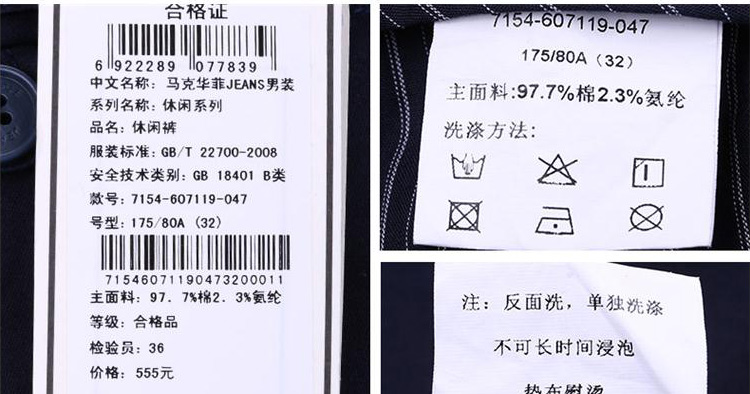 合格证
6 922289 077839
中文名称：马克华菲JEANS男装
系列名称：休闲系列
品名：休闲裤
服装标准：GB/T 22700-2008
安全技术类别：GB 18401 B类
款号：7154-607119-047
号型：175/80A (32)
71546071190473200011
主面料：97.7%棉2.3%氨纶
等级：合格品
检验员：36
价格：555元
7154-607119-047
175/80A（32）
主面料:97.7%棉2.3%氨纶
洗涤方法:
注：反面洗，单独洗涤
不可长时间浸泡
垫布熨烫